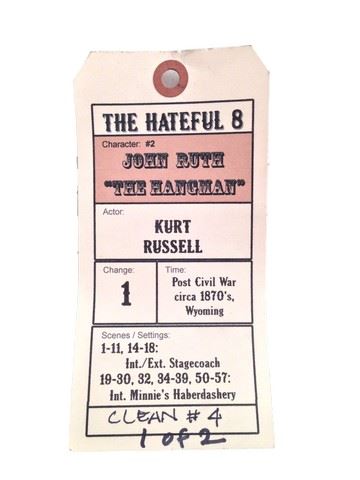 THE HATEFUL 8
Character: #2
JOHN RUTH
"THE HANGMAN"
Actor:
KURT
RUSSELL
Change:
1
Time:
Post Civil War
circa 1870's,
Wyoming
Scenes / Settings:
1-11, 14-18:
Int./Ext. Stagecoach
19-30, 32, 34-39, 50-57:
Int. Minnie's Haberdashery
CLEAN # 4
1 of 2